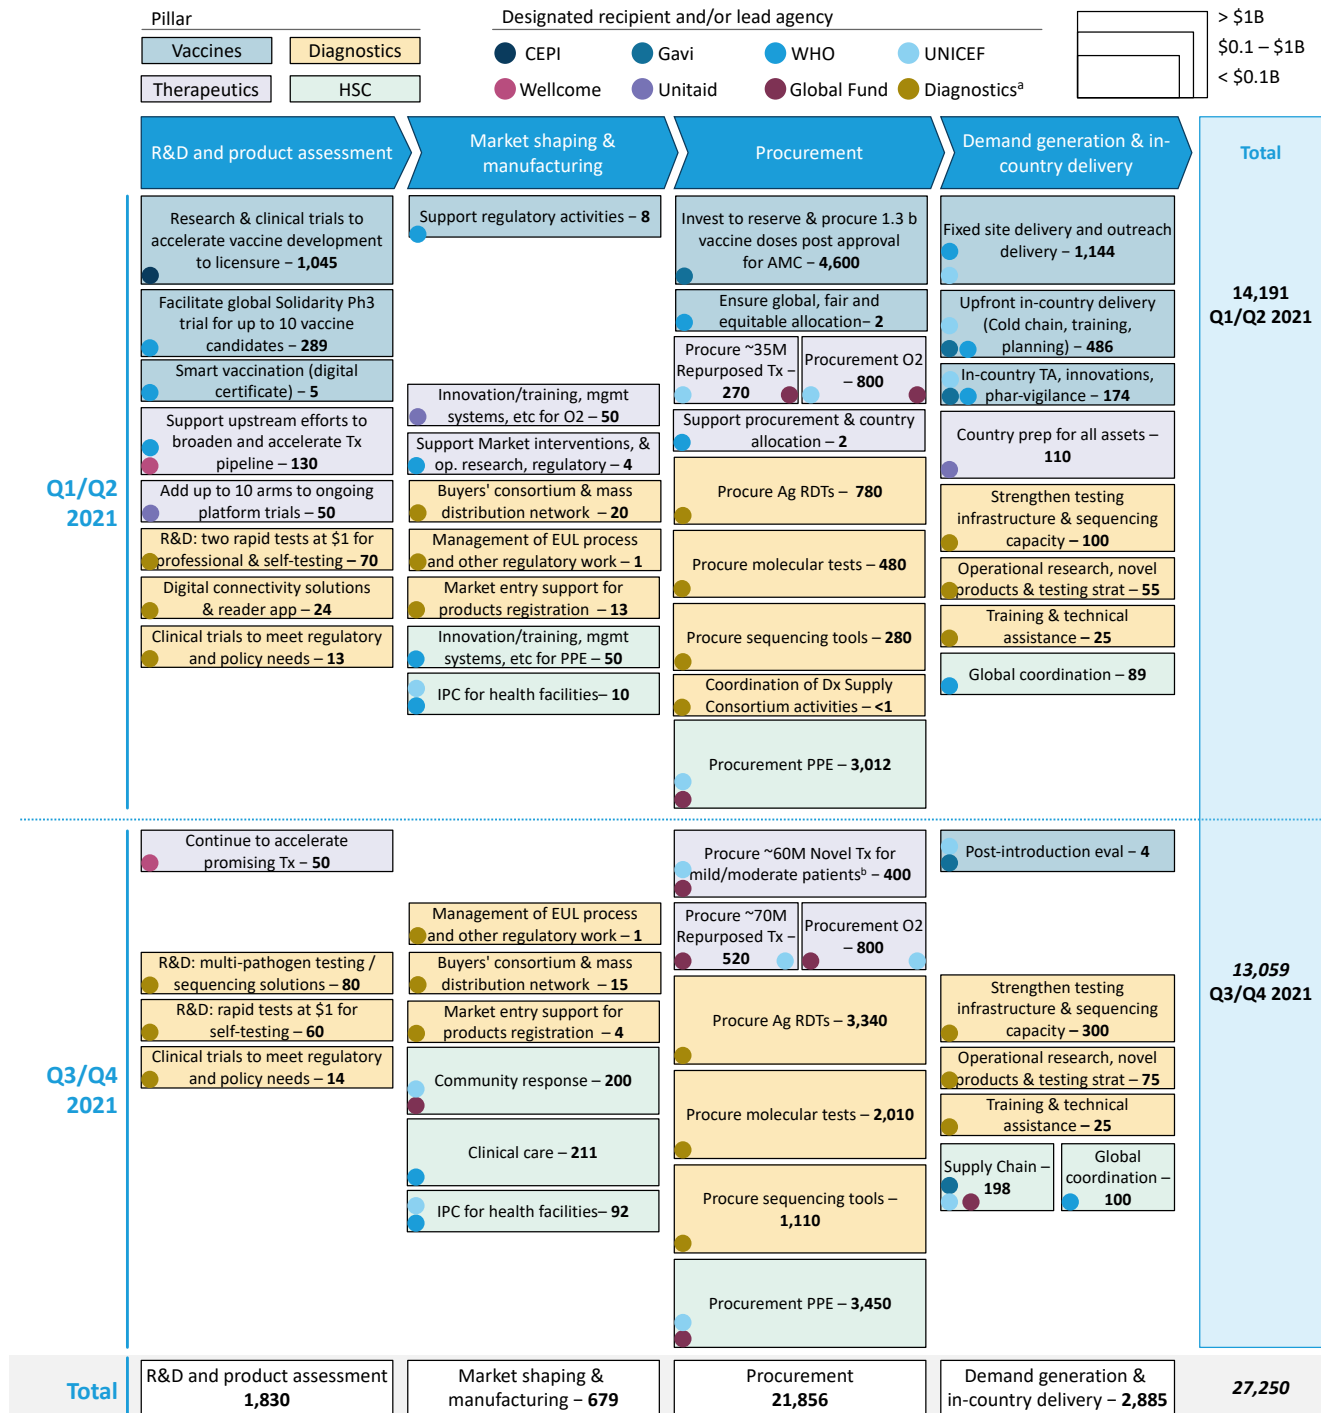 Pillar
Vaccines
Diagnostics
Therapeutics
HSC
Designated recipient and/or lead agency
CEPI
Gavi
WHO
UNICEF
Wellcome
Unitaid
Global Fund
Diagnosticsª
> $1B
$0.1 – $1B
< $0.1B
R&D and product assessment
Market shaping &
manufacturing
Procurement
Demand generation & in-
country delivery
Total
Q1/Q2
2021
Research & clinical trials to
accelerate vaccine development
to licensure – 1,045
Facilitate global Solidarity Ph3
trial for up to 10 vaccine
candidates – 289
Smart vaccination (digital
certificate) – 5
Support upstream efforts to
broaden and accelerate Tx
pipeline – 130
Add up to 10 arms to ongoing
platform trials – 50
R&D: two rapid tests at $1 for
professional & self-testing – 70
Digital connectivity solutions
& reader app – 24
Clinical trials to meet regulatory
and policy needs – 13
Support regulatory activities – 8
Innovation/training, mgmt
systems, etc for O2 – 50
Support Market interventions, &
op. research, regulatory – 4
Buyers' consortium & mass
distribution network – 20
Management of EUL process
and other regulatory work – 1
Market entry support for
products registration – 13
Innovation/training, mgmt
systems, etc for PPE – 50
IPC for health facilities– 10
Invest to reserve & procure 1.3 b
vaccine doses post approval
for AMC – 4,600
Ensure global, fair and
equitable allocation– 2
Procure ~35M
Repurposed Tx –
270
Procurement O2
– 800
Support procurement & country
allocation – 2
Procure Ag RDTs – 780
Procure molecular tests – 480
Procure sequencing tools – 280
Coordination of Dx Supply
Consortium activities – <1
Procurement PPE – 3,012
Fixed site delivery and outreach
delivery – 1,144
Upfront in-country delivery
(Cold chain, training,
planning) – 486
In-country TA, innovations,
phar-vigilance – 174
Country prep for all assets –
110
Strengthen testing
infrastructure & sequencing
capacity – 100
Operational research, novel
products & testing strat – 55
Training & technical
assistance – 25
Global coordination – 89
14,191
Q1/Q2 2021
Q3/Q4
2021
Continue to accelerate
promising Tx – 50
R&D: multi-pathogen testing /
sequencing solutions – 80
R&D: rapid tests at $1 for
self-testing – 60
Clinical trials to meet regulatory
and policy needs – 14
Management of EUL process
and other regulatory work – 1
Buyers' consortium & mass
distribution network – 15
Market entry support for
products registration – 4
Community response – 200
Clinical care – 211
IPC for health facilities– 92
Procure ~60M Novel Tx for
mild/moderate patientsᵇ – 400
Procure ~70M
Repurposed Tx –
520
Procurement O2
– 800
Procure Ag RDTs – 3,340
Procure molecular tests – 2,010
Procure sequencing tools –
1,110
Procurement PPE – 3,450
Post-introduction eval – 4
Strengthen testing
infrastructure & sequencing
capacity – 300
Operational research, novel
products & testing strat – 75
Training & technical
assistance – 25
Supply Chain –
198
Global
coordination –
100
13,059
Q3/Q4 2021
Total
R&D and product assessment
1,830
Market shaping &
manufacturing – 679
Procurement
21,856
Demand generation &
in-country delivery – 2,885
27,250